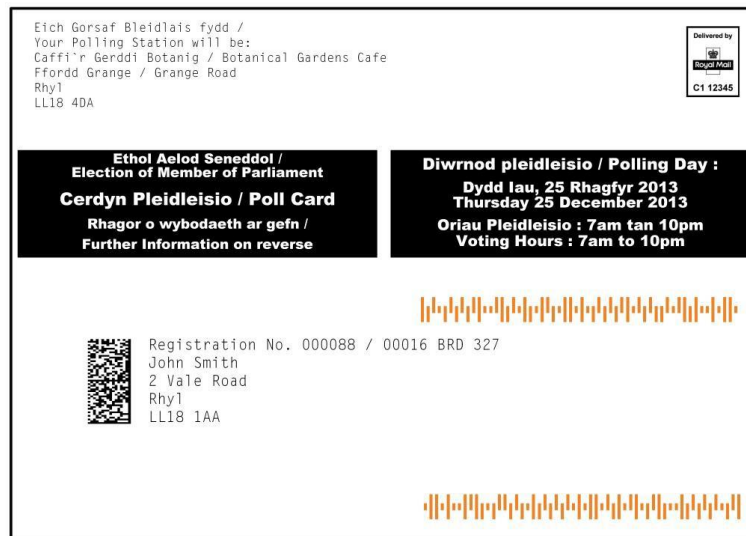 Eich Gorsaf Bleidlais fydd /
Your Polling Station will be:
Caffi`r Gerddi Botanig / Botanical Gardens Cafe
Ffordd Grange / Grange Road
Rhyl
LL18 4DA
Delivered by
Royal Mail
C1 12345
Ethol Aelod Seneddol /
Election of Member of Parliament
Cerdyn Pleidleisio / Poll Card
Rhagor o wybodaeth ar gefn /
Further Information on reverse
Diwrnod pleidleisio / Polling Day :
Dydd Iau, 25 Rhagfyr 2013
Thursday 25 December 2013
Oriau Pleidleisio : 7am tan 10pm
Voting Hours : 7am to 10pm
Registration No. 000088 / 00016 BRD 327
John Smith
2 Vale Road
Rhyl
LL18 1AA